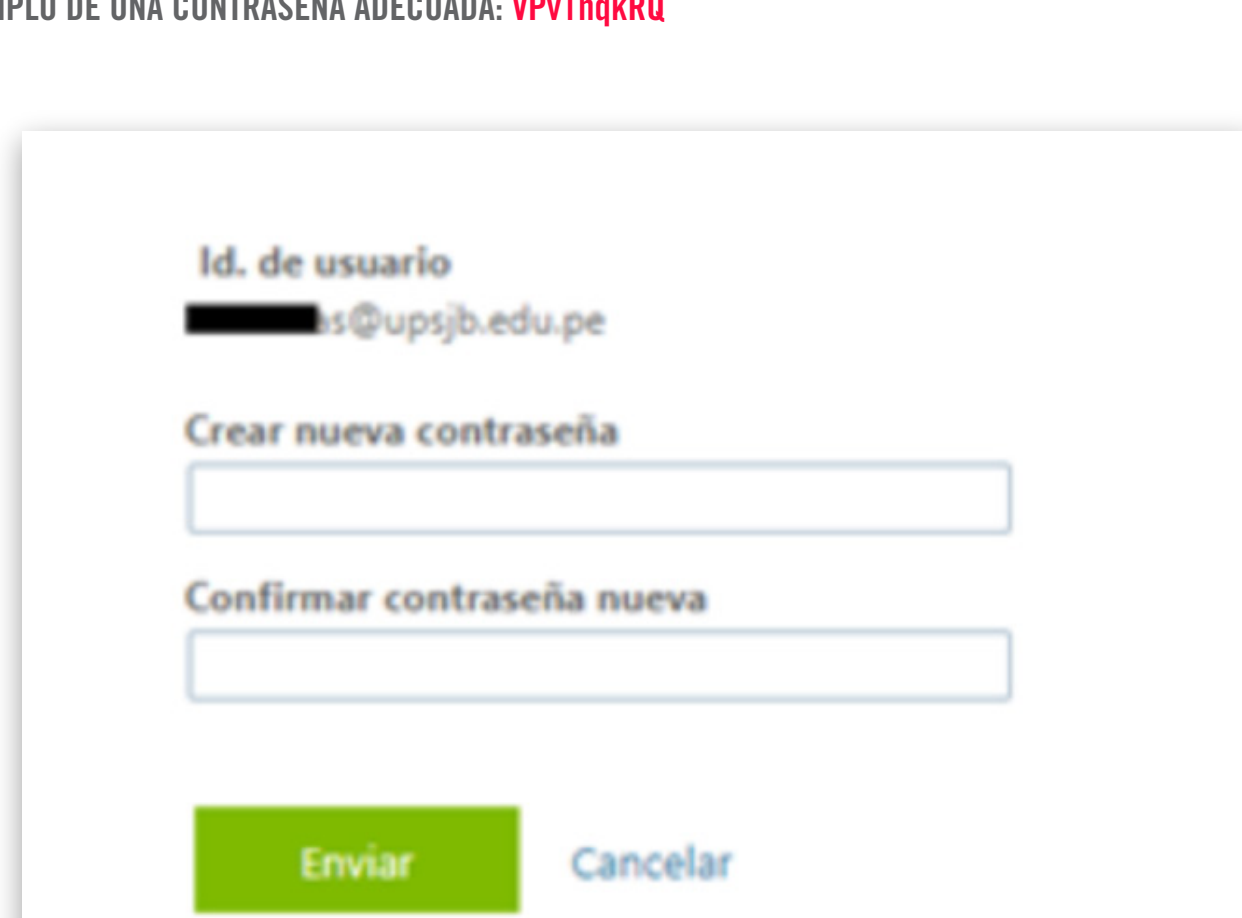 DE UNA CONTRASEÑA ADECUADA:
Id. de usuario
s@upsjb.edu.pe
Crear nueva contraseña
Confirmar contraseña nueva
Enviar Cancelar